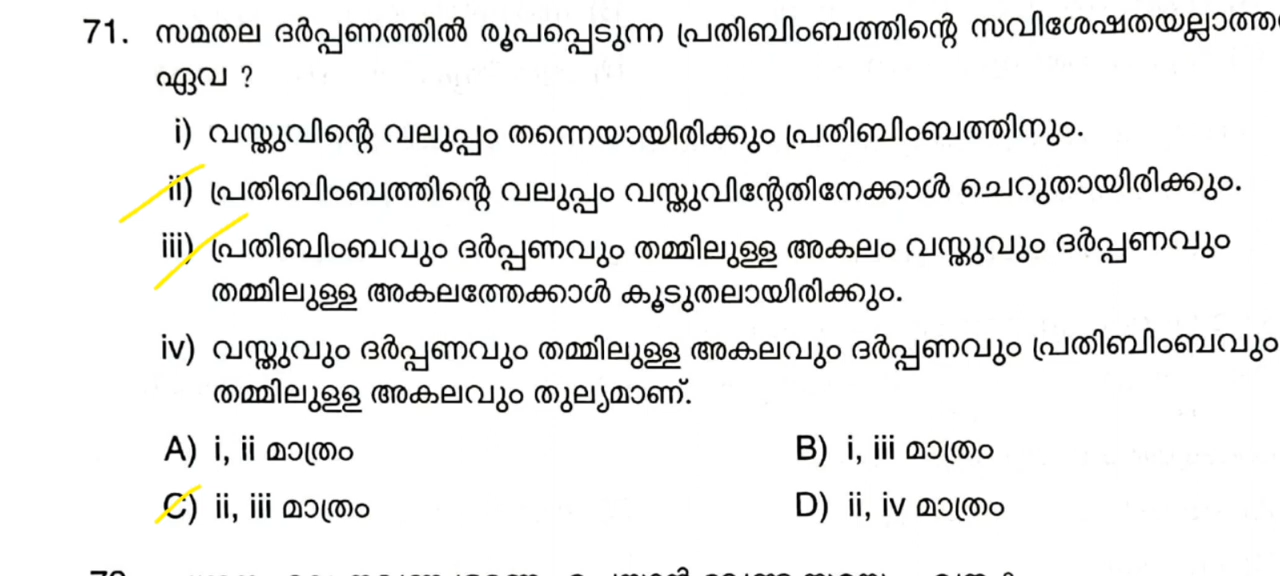 71. സമതല ദർപ്പണത്തിൽ രൂപപ്പെടുന്ന പ്രതിബിംബത്തിന്റെ സവിശേഷതയല്ലാത്ത
ഏവ ?
i) വസ്തുവിന്റെ വലുപ്പം തന്നെയായിരിക്കും പ്രതിബിംബത്തിനും.
ii) പ്രതിബിംബത്തിന്റെ വലുപ്പം വസ്തുവിന്റേതിനേക്കാൾ ചെറുതായിരിക്കും.
iii) പ്രതിബിംബവും ദർപ്പണവും തമ്മിലുള്ള അകലം വസ്തുവും ദർപ്പണവും
തമ്മിലുള്ള അകലത്തേക്കാൾ കൂടുതലായിരിക്കും.
iv) വസ്തുവും ദർപ്പണവും തമ്മിലുള്ള അകലവും ദർപ്പണവും പ്രതിബിംബവും
തമ്മിലുളള അകലവും തുല്യമാണ്.
A) i, ii മാത്രം B) i, iii മാത്രം
C) ii, iii മാത്രം D) ii, iv മാത്രം